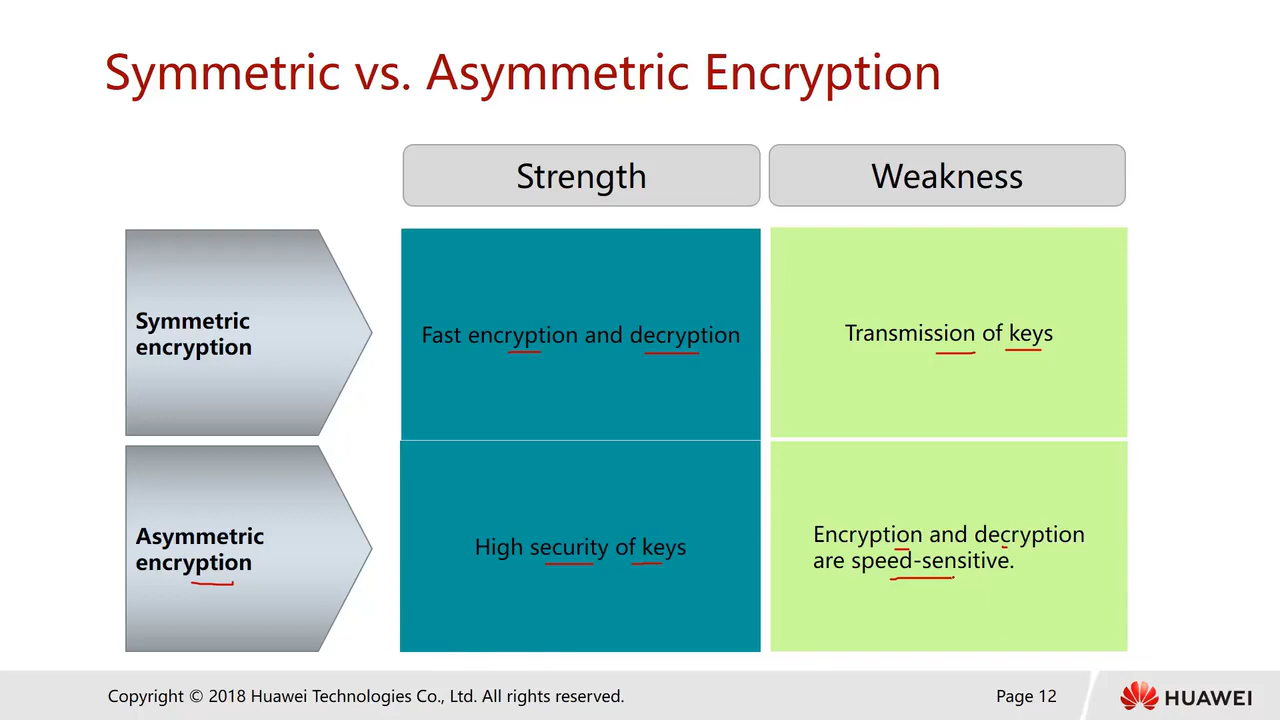 Symmetric vs. Asymmetric Encryption
Strength
Weakness
Symmetric
encryption
Fast encryption and decryption
Transmission of keys
Asymmetric
encryption
High security of keys
Encryption and decryption
are speed-sensitive.
Copyright © 2018 Huawei Technologies Co., Ltd. All rights reserved.
Page 12
HUAWEI